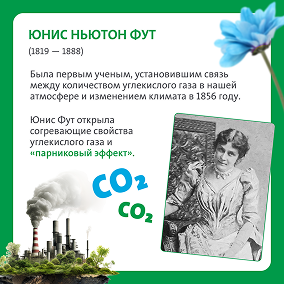 ЮНИС НЬЮТОН ФУТ
(1819 — 1888)
Была первым ученым, установившим связь
между количеством углекислого газа в нашей
атмосфере и изменением климата в 1856 году.
Юнис Фут открыла
согревающие свойства
углекислого газа и
«парниковый эффект».
CO₂
CO₂